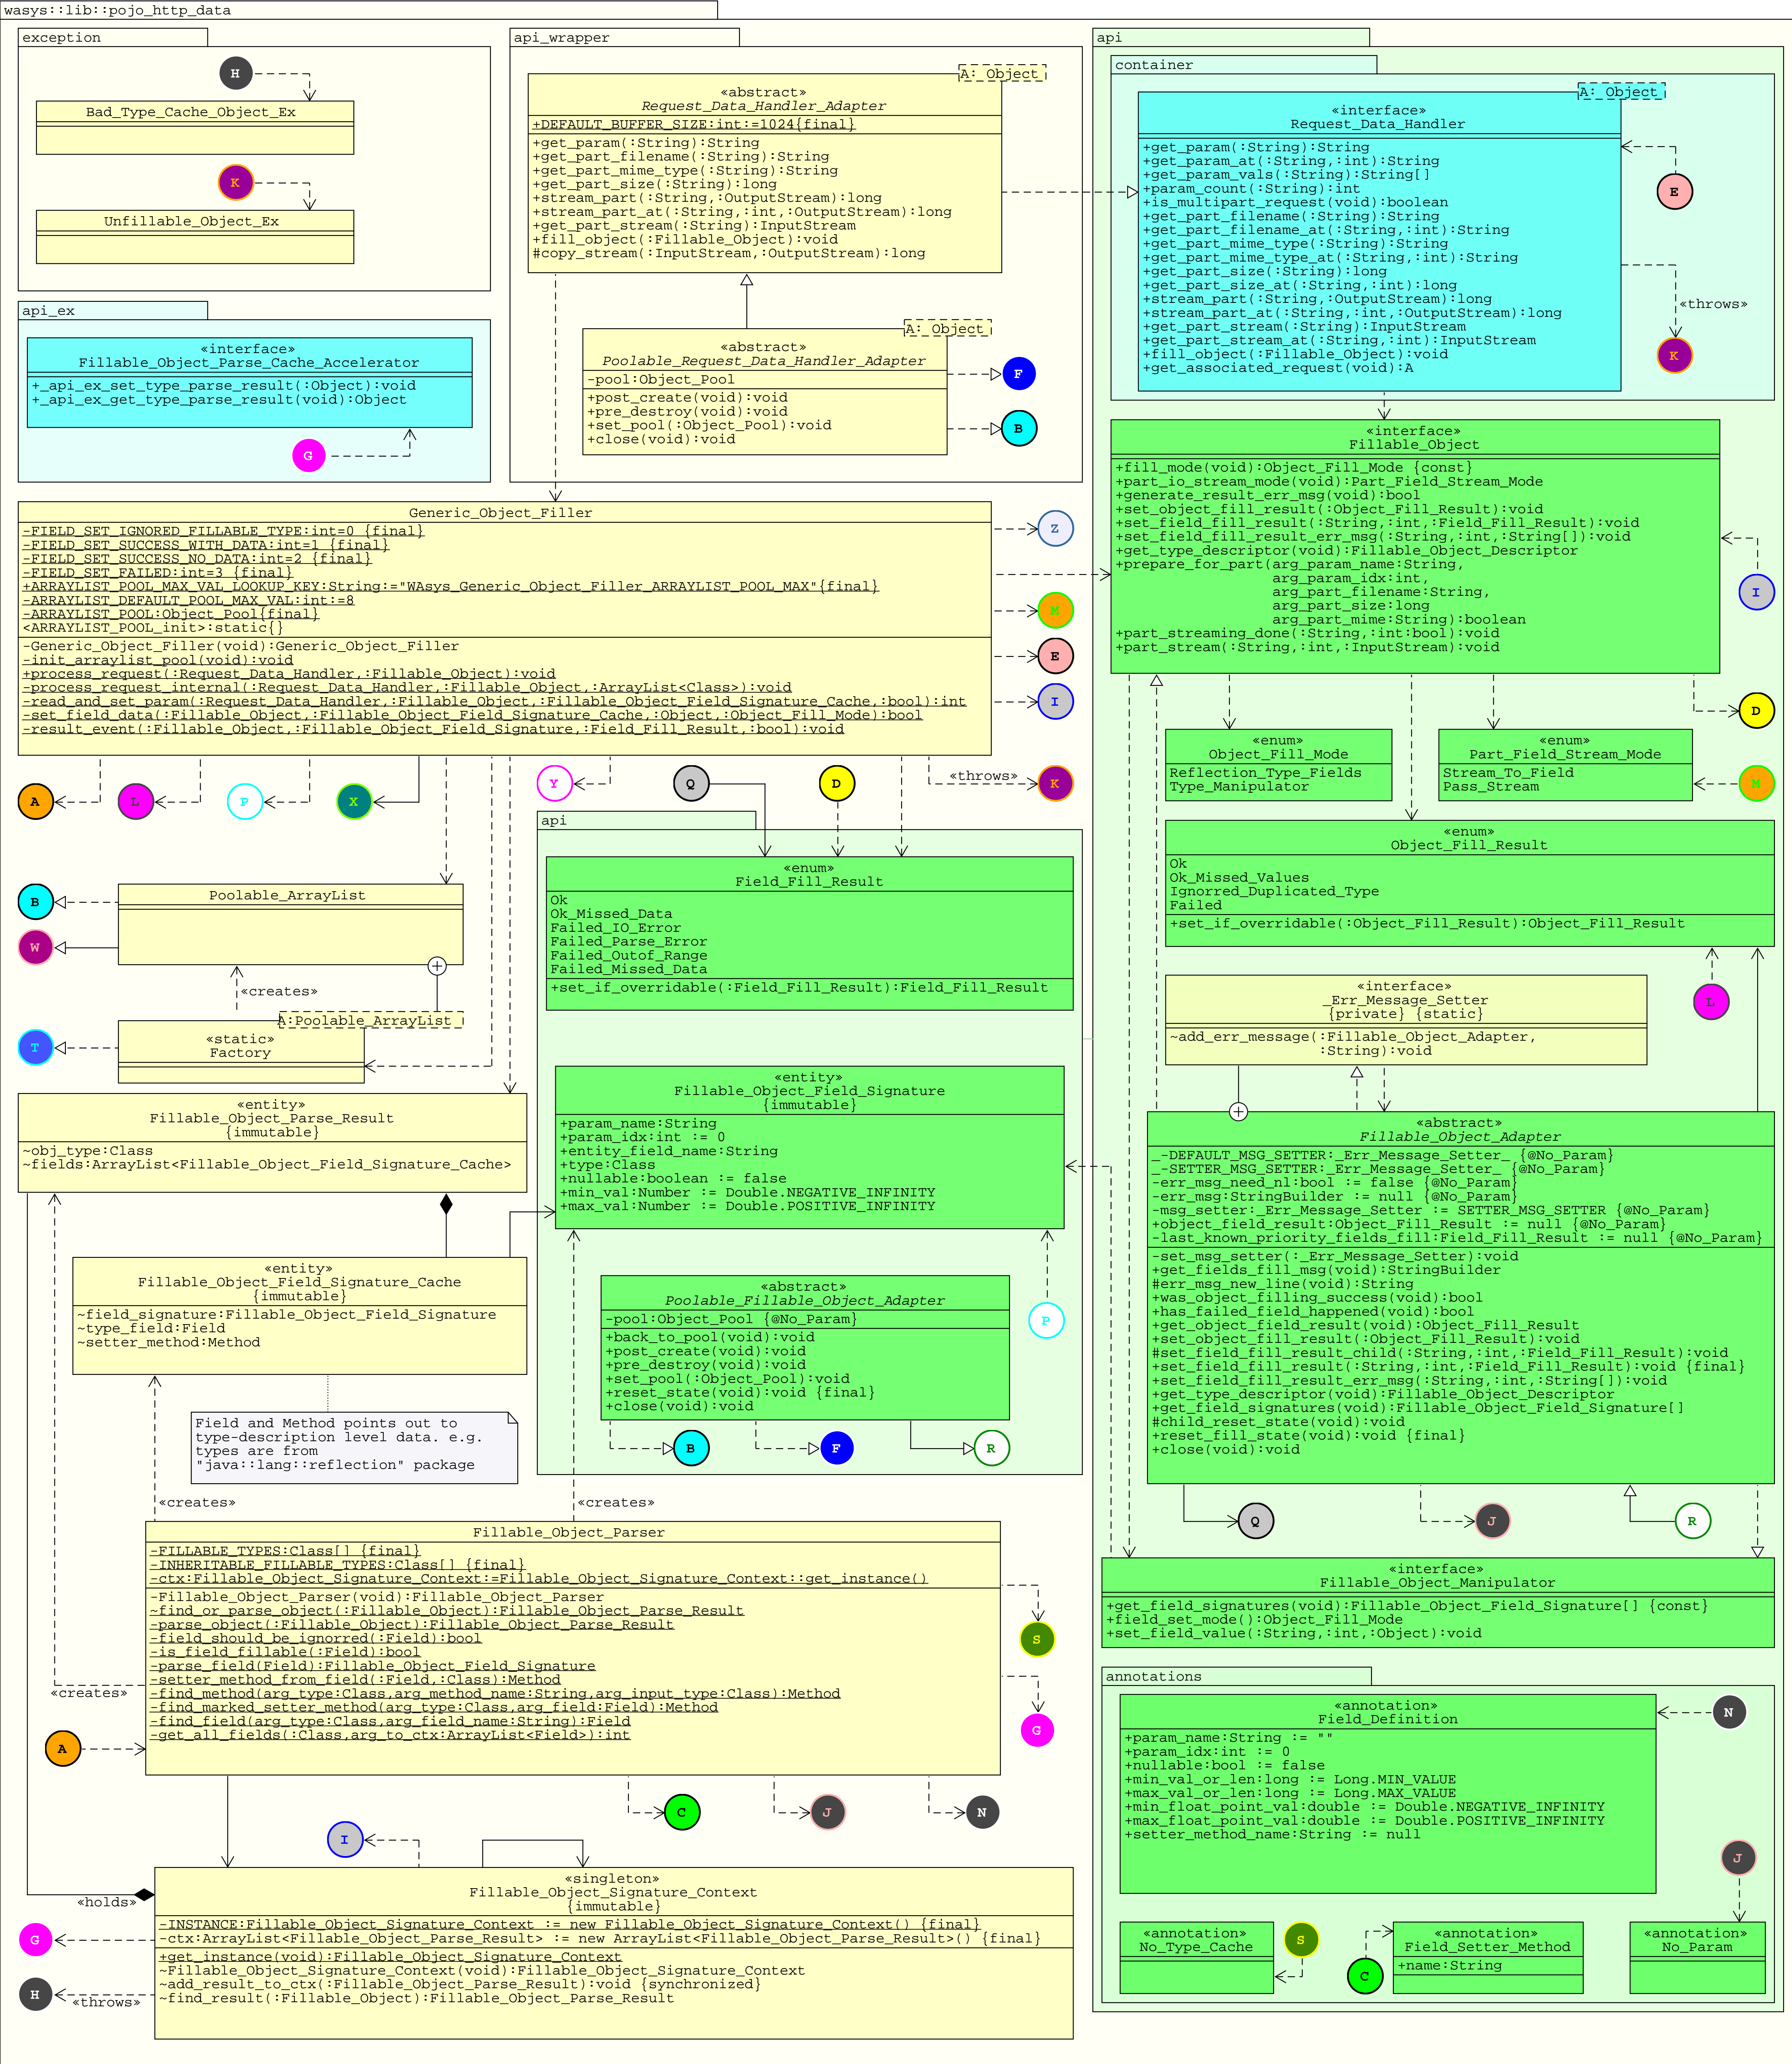 wasys::lib::pojo_http_data
exception
H
Bad_Type_Cache_Object_Ex
K
Unfillable_Object_Ex
api_ex
«interface»
Fillable_Object_Parse_Cache_Accelerator
+_api_ex_set_type_parse_result(:Object):void
+_api_ex_get_type_parse_result(void):Object
G
api_wrapper
A: Object
«abstract»
Request_Data_Handler_Adapter
+DEFAULT_BUFFER_SIZE:int:=1024{final}
+get_param(:String):String
+get_part_filename(:String):String
+get_part_mime_type(:String):String
+get_part_size(:String):long
+stream_part(:String,:OutputStream):long
+stream_part_at(:String,:int,:OutputStream):long
+get_part_stream(:String):InputStream
+fill_object(:Fillable_Object):void
#copy_stream(:InputStream,:OutputStream):long
A: Object
«abstract»
Poolable_Request_Data_Handler_Adapter
-pool:Object_Pool
+post_create(void):void
+pre_destroy(void):void
+set_pool(:Object_Pool):void
+close(void):void
F
B
api
container
A: Object
«interface»
Request_Data_Handler
+get_param(:String):String
+get_param_at(:String,:int):String
+get_param_vals(:String):String[]
+param_count(:String):int
+is_multipart_request(void):boolean
+get_part_filename(:String):String
+get_part_filename_at(:String,:int):String
+get_part_mime_type(:String):String
+get_part_mime_type_at(:String,:int):String
+get_part_size(:String):long
+get_part_size_at(:String,:int):long
+stream_part(:String,:OutputStream):long
+stream_part_at(:String,:int,:OutputStream):long
+get_part_stream(:String):InputStream
+get_part_stream_at(:String,:int):InputStream
+fill_object(:Fillable_Object):void
+get_associated_request(void):A
E
«throws»
K
«interface»
Fillable_Object
+fill_mode(void):Object_Fill_Mode {const}
+part_io_stream_mode(void):Part_Field_Stream_Mode
+generate_result_err_msg(void):bool
+set_object_fill_result(:Object_Fill_Result):void
+set_field_fill_result(:String,:int,:Field_Fill_Result):void
+set_field_fill_result_err_msg(:String,:int,:String[]):void
+get_type_descriptor(void):Fillable_Object_Descriptor
+prepare_for_part(arg_param_name:String,
arg_param_idx:int,
arg_part_filename:String,
arg_part_size:long
arg_part_mime:String):boolean
+part_streaming_done(:String,:int:bool):void
+part_stream(:String,:int,:InputStream):void
I
D
Generic_Object_Filler
-FIELD_SET_IGNORED_FILLABLE_TYPE:int=0 {final}
-FIELD_SET_SUCCESS_WITH_DATA:int=1 {final}
-FIELD_SET_SUCCESS_NO_DATA:int=2 {final}
-FIELD_SET_FAILED:int=3 {final}
+ARRAYLIST_POOL_MAX_VAL_LOOKUP_KEY:String:="WAsys_Generic_Object_Filler_ARRAYLIST_POOL_MAX"{final}
-ARRAYLIST_DEFAULT_POOL_MAX_VAL:int:=8
-ARRAYLIST_POOL:Object_Pool{final}
<ARRAYLIST_POOL_init>:static{}
-Generic_Object_Filler(void):Generic_Object_Filler
-init_arraylist_pool(void):void
+process_request(:Request_Data_Handler,:Fillable_Object):void
-process_request_internal(:Request_Data_Handler,:Fillable_Object,:ArrayList<Class>):void
-read_and_set_param(:Request_Data_Handler,:Fillable_Object,:Fillable_Object_Field_Signature_Cache,:bool):int
-set_field_data(:Fillable_Object,:Fillable_Object_Field_Signature_Cache,:Object,:Object_Fill_Mode):bool
-result_event(:Fillable_Object,:Fillable_Object_Field_Signature,:Field_Fill_Result,:bool):void
Z
M
E
I
A
L
P
X
Y
Q
D
«throws»
K
«enum»
Object_Fill_Mode
Reflection_Type_Fields
Type_Manipulator
«enum»
Part_Field_Stream_Mode
Stream_To_Field
Pass_Stream
M
«enum»
Object_Fill_Result
Ok
Ok_Missed_Values
Ignorred_Duplicated_Type
Failed
+set_if_overridable(:Object_Fill_Result):Object_Fill_Result
L
B
W
Poolable_ArrayList
«creates»
A:Poolable_ArrayList
T
«static»
Factory
api
«enum»
Field_Fill_Result
Ok
Ok_Missed_Data
Failed_IO_Error
Failed_Parse_Error
Failed_Outof_Range
Failed_Missed_Data
+set_if_overridable(:Field_Fill_Result):Field_Fill_Result
«interface»
_Err_Message_Setter
{private} {static}
~add_err_message(:Fillable_Object_Adapter,
:String):void
«entity»
Fillable_Object_Parse_Result
{immutable}
~obj_type:Class
~fields:ArrayList<Fillable_Object_Field_Signature_Cache>
«entity»
Fillable_Object_Field_Signature
{immutable}
+param_name:String
+param_idx:int := 0
+entity_field_name:String
+type:Class
+nullable:boolean := false
+min_val:Number := Double.NEGATIVE_INFINITY
+max_val:Number := Double.POSITIVE_INFINITY
«abstract»
Fillable_Object_Adapter
_-DEFAULT_MSG_SETTER:_Err_Message_Setter_ {@No_Param}
_-SETTER_MSG_SETTER:_Err_Message_Setter_ {@No_Param}
-err_msg_need_nl:bool := false {@No_Param}
-err_msg:StringBuilder := null {@No_Param}
-msg_setter:_Err_Message_Setter := SETTER_MSG_SETTER {@No_Param}
+object_field_result:Object_Fill_Result := null {@No_Param}
-last_known_priority_fields_fill:Field_Fill_Result := null {@No_Param}
-set_msg_setter(:_Err_Message_Setter):void
+get_fields_fill_msg(void):StringBuilder
#err_msg_new_line(void):String
+was_object_filling_success(void):bool
+has_failed_field_happened(void):bool
+get_object_field_result(void):Object_Fill_Result
+set_object_fill_result(:Object_Fill_Result):void
#set_field_fill_result_child(:String,:int,:Field_Fill_Result):void
+set_field_fill_result(:String,:int,:Field_Fill_Result):void {final}
+set_field_fill_result_err_msg(:String,:int,:String[]):void
+get_type_descriptor(void):Fillable_Object_Descriptor
+get_field_signatures(void):Fillable_Object_Field_Signature[]
#child_reset_state(void):void
+reset_fill_state(void):void {final}
+close(void):void
Q
J
R
«entity»
Fillable_Object_Field_Signature_Cache
{immutable}
~field_signature:Fillable_Object_Field_Signature
~type_field:Field
~setter_method:Method
Field and Method points out to
type-description level data. e.g.
types are from
"java::lang::reflection" package
«abstract»
Poolable_Fillable_Object_Adapter
-pool:Object_Pool {@No_Param}
+back_to_pool(void):void
+post_create(void):void
+pre_destroy(void):void
+set_pool(:Object_Pool):void
+reset_state(void):void {final}
+close(void):void
P
B
F
R
«creates»
«creates»
Fillable_Object_Parser
-FILLABLE_TYPES:Class[] {final}
-INHERITABLE_FILLABLE_TYPES:Class[] {final}
-ctx:Fillable_Object_Signature_Context:=Fillable_Object_Signature_Context::get_instance()
-Fillable_Object_Parser(void):Fillable_Object_Parser
~find_or_parse_object(:Fillable_Object):Fillable_Object_Parse_Result
-parse_object(:Fillable_Object):Fillable_Object_Parse_Result
-field_should_be_ignorred(:Field):bool
-is_field_fillable(:Field):bool
-parse_field(Field):Fillable_Object_Field_Signature
-setter_method_from_field(:Field,:Class):Method
-find_method(arg_type:Class,arg_method_name:String,arg_input_type:Class):Method
-find_marked_setter_method(arg_type:Class,arg_field:Field):Method
-find_field(arg_type:Class,arg_field_name:String):Field
-get_all_fields(:Class,arg_to_ctx:ArrayList<Field>):int
«creates»
A
S
G
C
J
N
«interface»
Fillable_Object_Manipulator
+get_field_signatures(void):Fillable_Object_Field_Signature[] {const}
+field_set_mode():Object_Fill_Mode
+set_field_value(:String,:int,:Object):void
annotations
«annotation»
Field_Definition
+param_name:String := ""
+param_idx:int := 0
+nullable:bool := false
+min_val_or_len:long := Long.MIN_VALUE
+max_val_or_len:long := Long.MAX_VALUE
+min_float_point_val:double := Double.NEGATIVE_INFINITY
+max_float_point_val:double := Double.POSITIVE_INFINITY
+setter_method_name:String := null
N
J
«annotation»
No_Type_Cache
S
C
«annotation»
Field_Setter_Method
+name:String
«annotation»
No_Param
I
«holds»
«singleton»
Fillable_Object_Signature_Context
{immutable}
-INSTANCE:Fillable_Object_Signature_Context := new Fillable_Object_Signature_Context() {final}
-ctx:ArrayList<Fillable_Object_Parse_Result> := new ArrayList<Fillable_Object_Parse_Result>() {final}
+get_instance(void):Fillable_Object_Signature_Context
~Fillable_Object_Signature_Context(void):Fillable_Object_Signature_Context
~add_result_to_ctx(:Fillable_Object_Parse_Result):void {synchronized}
~find_result(:Fillable_Object):Fillable_Object_Parse_Result
G
H
«throws»